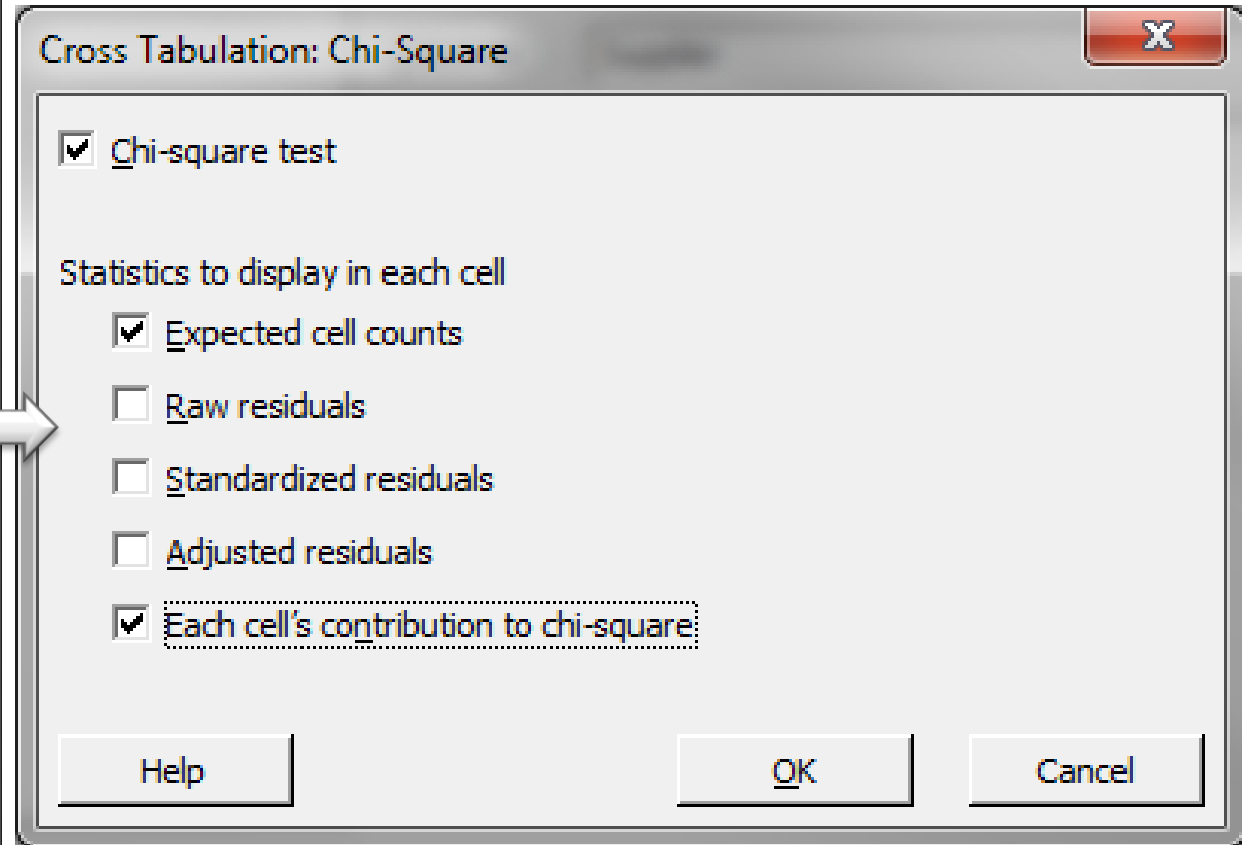 Cross Tabulation: Chi-Square
Chi-square test
Statistics to display in each cell
Expected cell counts
Raw residuals
Standardized residuals
Adjusted residuals
Each cell's contribution to chi-square
Help OK Cancel